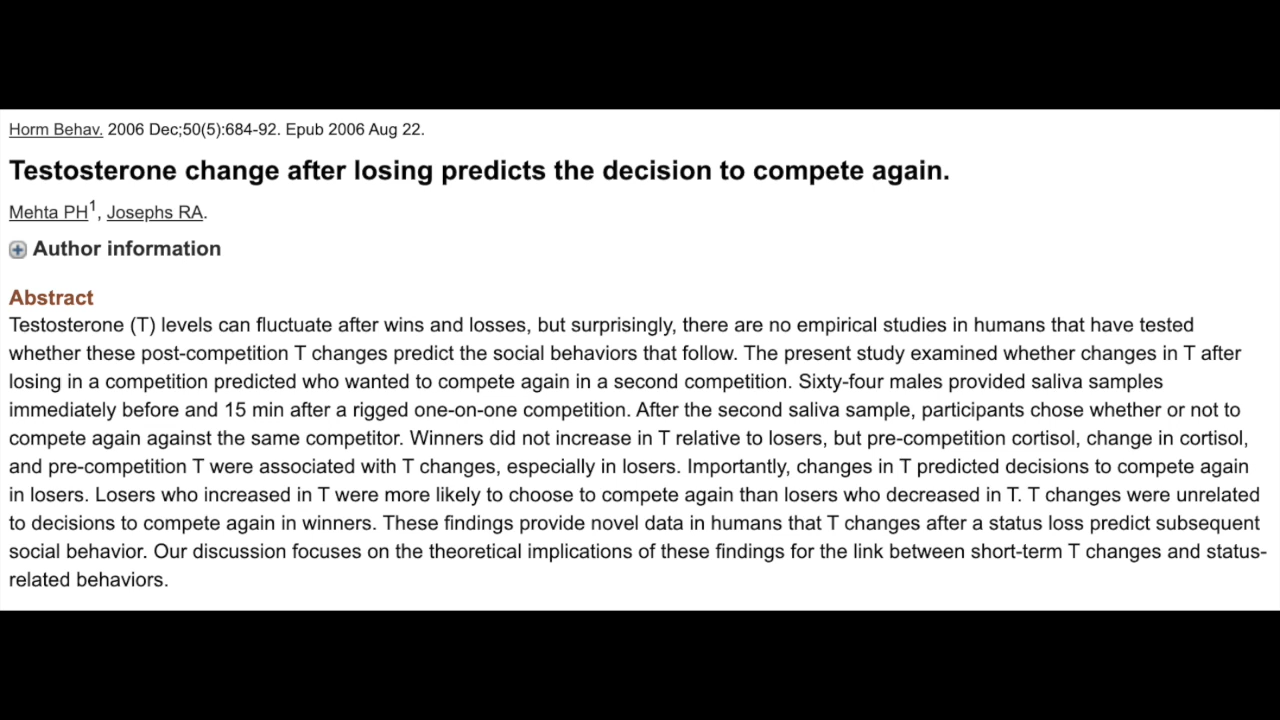 Horm Behav. 2006 Dec;50(5):684-92. Epub 2006 Aug 22.
Testosterone change after losing predicts the decision to compete again.
Mehta PH1, Josephs RA.
Author information
Abstract
Testosterone (T) levels can fluctuate after wins and losses, but surprisingly, there are no empirical studies in humans that have tested
whether these post-competition T changes predict the social behaviors that follow. The present study examined whether changes in T after
losing in a competition predicted who wanted to compete again in a second competition. Sixty-four males provided saliva samples
immediately before and 15 min after a rigged one-on-one competition. After the second saliva sample, participants chose whether or not to
compete again against the same competitor. Winners did not increase in T relative to losers, but pre-competition cortisol, change in cortisol,
and pre-competition T were associated with T changes, especially in losers. Importantly, changes in T predicted decisions to compete again
in losers. Losers who increased in T were more likely to choose to compete again than losers who decreased in T. T changes were unrelated
to decisions to compete again in winners. These findings provide novel data in humans that T changes after a status loss predict subsequent
social behavior. Our discussion focuses on the theoretical implications of these findings for the link between short-term T changes and status-
related behaviors.